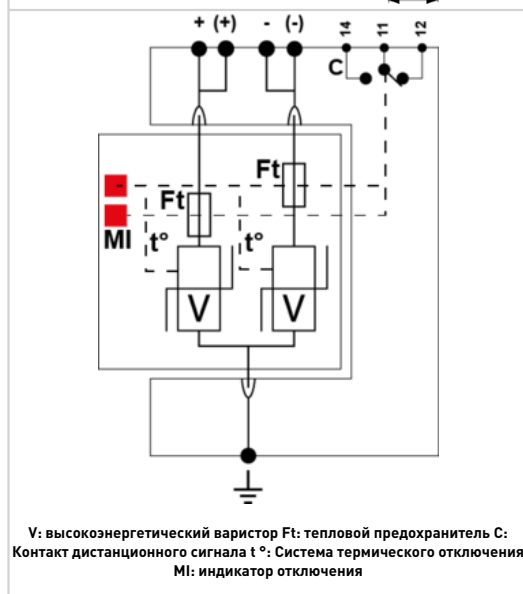 + (+) - (-) 14 11 12
C
Ft
Ft
MI t° t°
V V
V: высокоэнергетический варистор Ft: тепловой предохранитель C:
Контакт дистанционного сигнала t °: Система термического отключения
MI: индикатор отключения